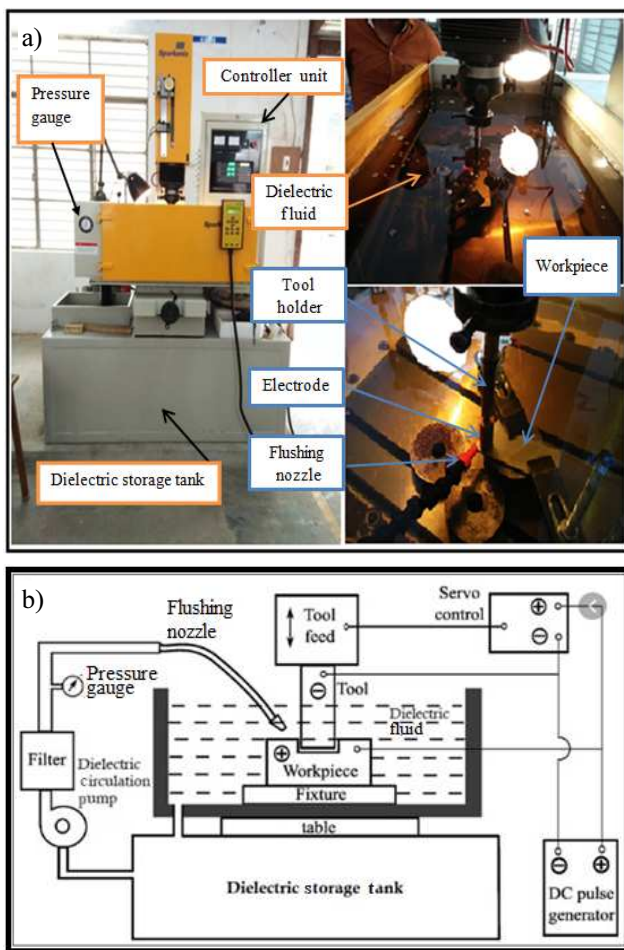 a)
Sparkonix
Controller unit
Pressure
gauge
Dielectric
fluid
Workpiece
Tool
holder
Electrode
Flushing
nozzle
Dielectric storage tank
b)
Flushing
nozzle
Tool
feed
Servo
control
+
−
Pressure
gauge
−
Tool
Dielectric
fluid
Filter
Dielectric
circulation
pump
+
Workpiece
Fixture
table
Dielectric storage tank
−
+
DC pulse
generator